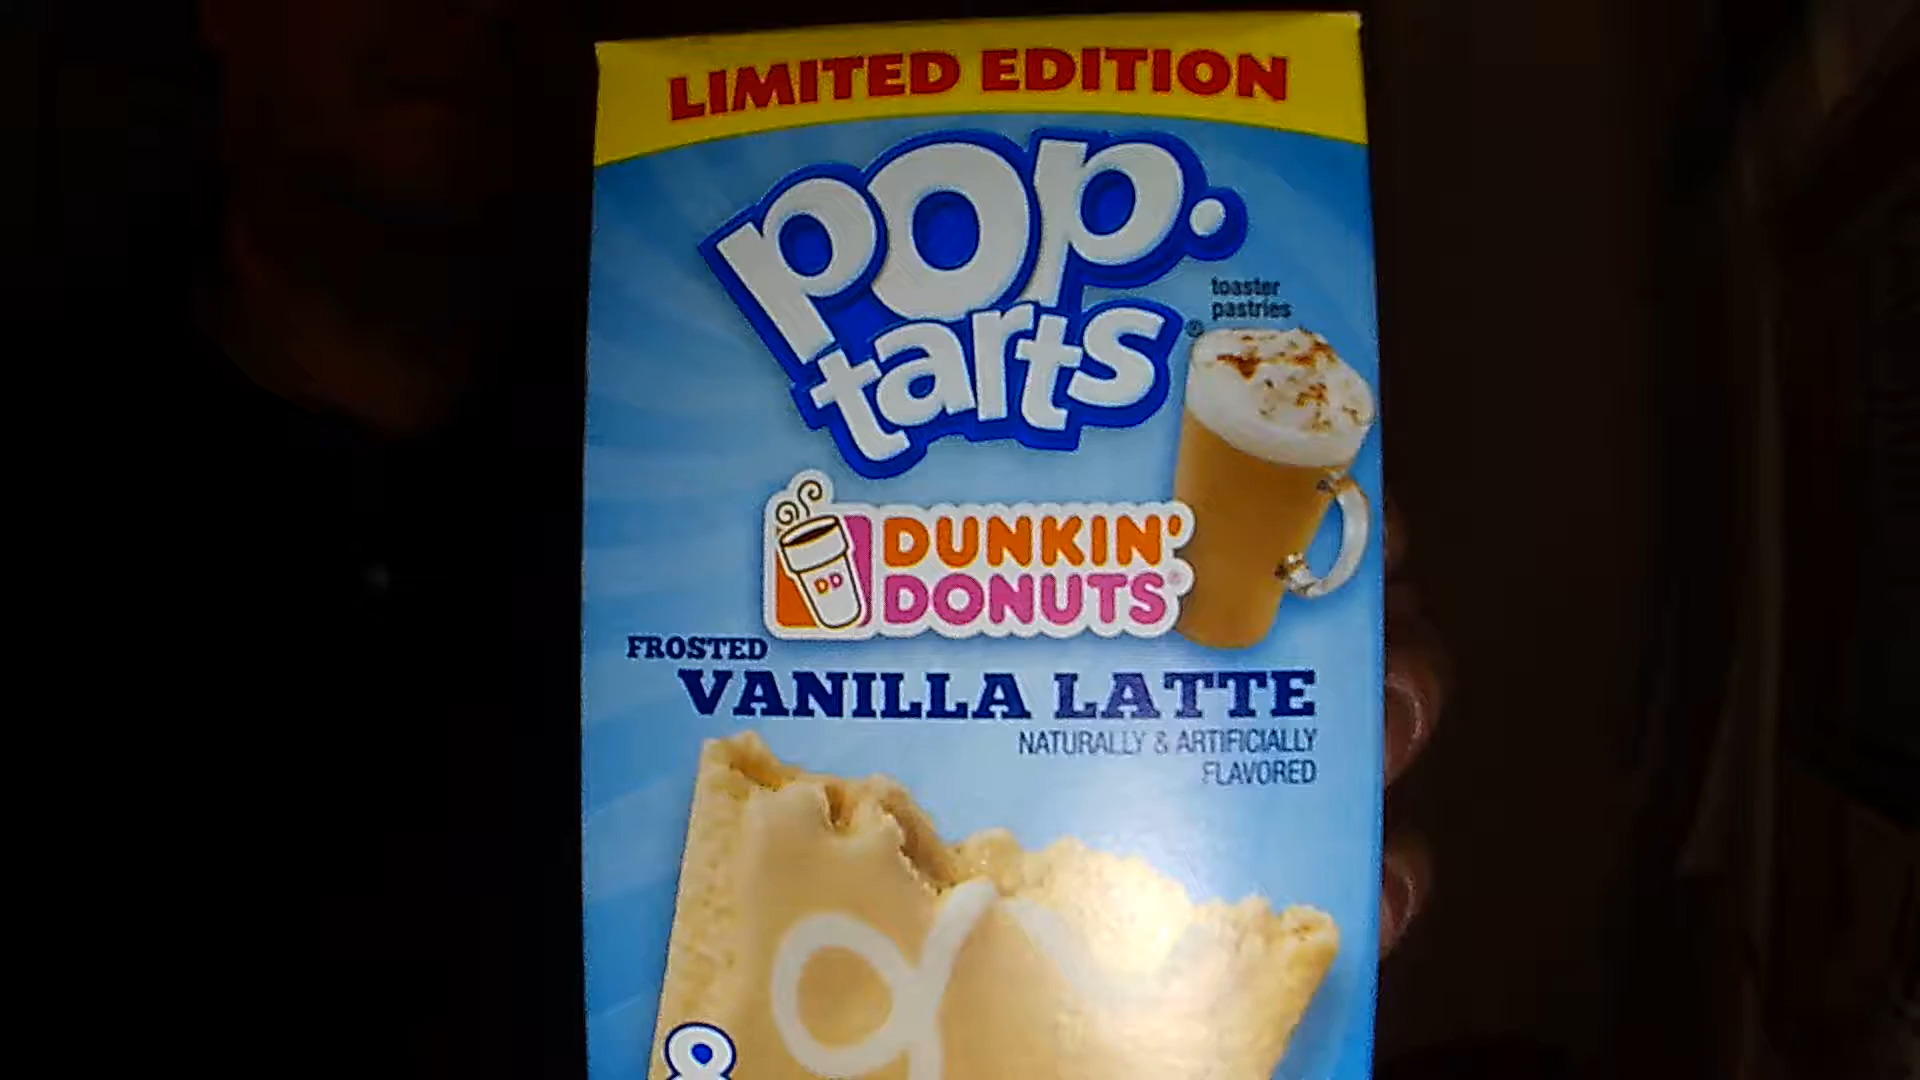 LIMITED EDITION
pop.
tarts®
toaster
pastries
DD
DUNKIN'
DONUTS®
FROSTED
VANILLA LATTE
NATURALLY & ARTIFICIALLY
FLAVORED
8